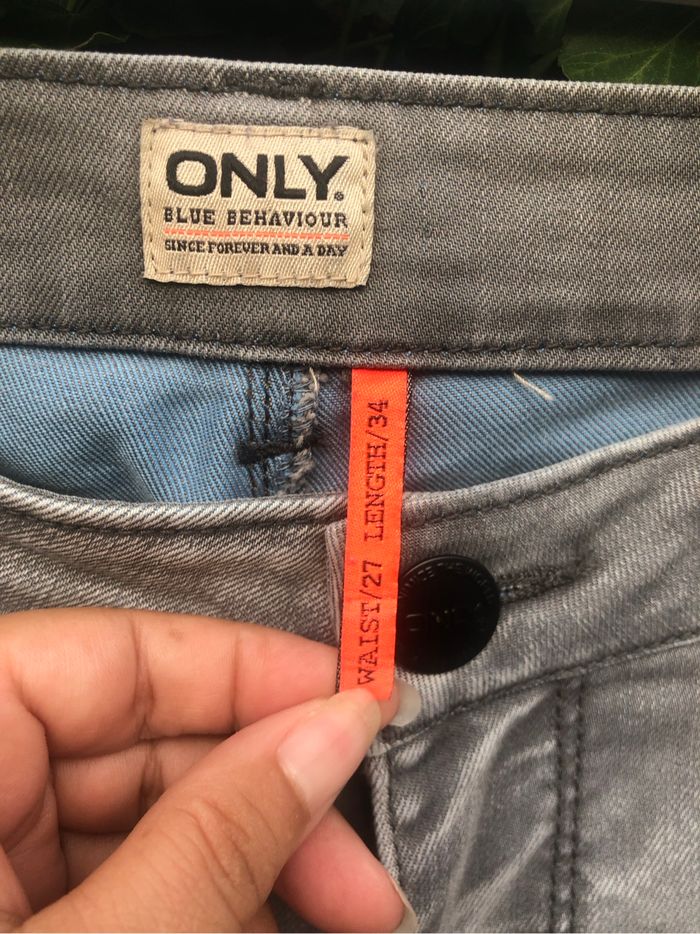 ONLY.
BLUE BEHAVIOUR
SINCE FOREVER AND A DAY
WAIST/27 LENGTH/34